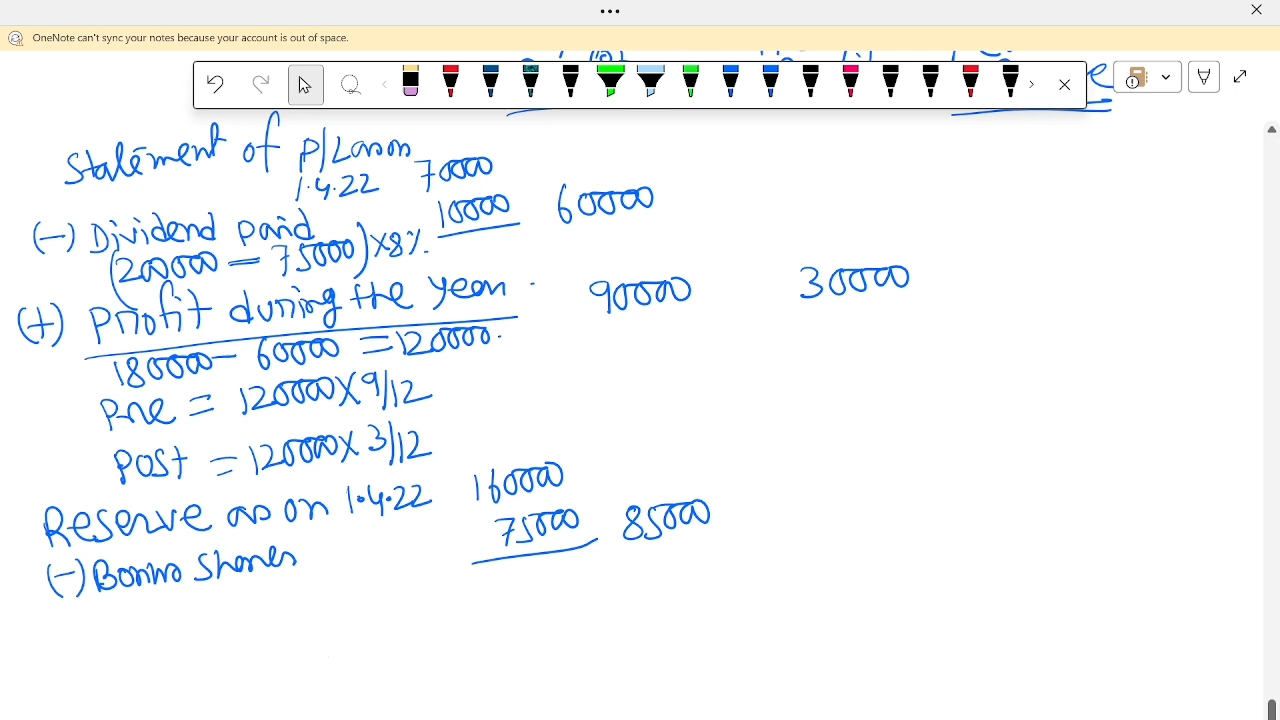 OneNote can't sync your notes because your account is out of space.
Statement of P/L as on
1.4.22 70000
(-) Dividend paid 10000 60000
(200000 - 75000) × 8%.
(+) Profit during the year. 90000 30000
180000 - 60000 = 120000.
Pre = 120000 × 9/12
Post = 120000 × 3/12
Reserve as on 1.4.22 160000
(-) Bonus Shares 75000 85000